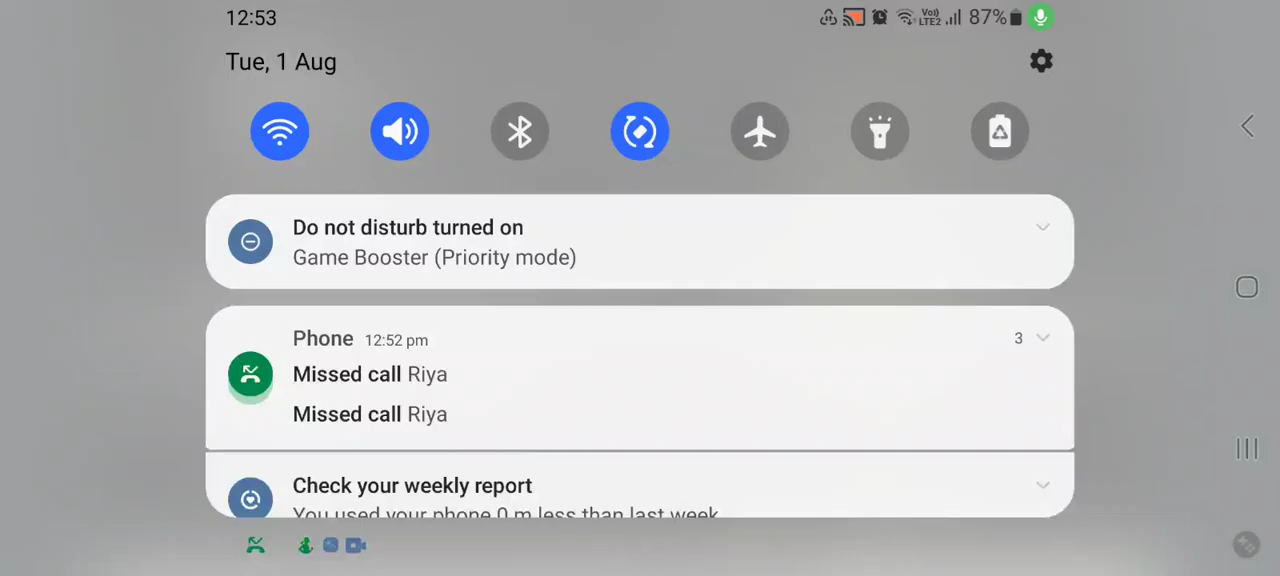 12:53
Vo)) LTE2 87%
Tue, 1 Aug
Do not disturb turned on
Game Booster (Priority mode)
Phone 12:52 pm 3
Missed call Riya
Missed call Riya
Check your weekly report
You used your phone 0 m less than last week